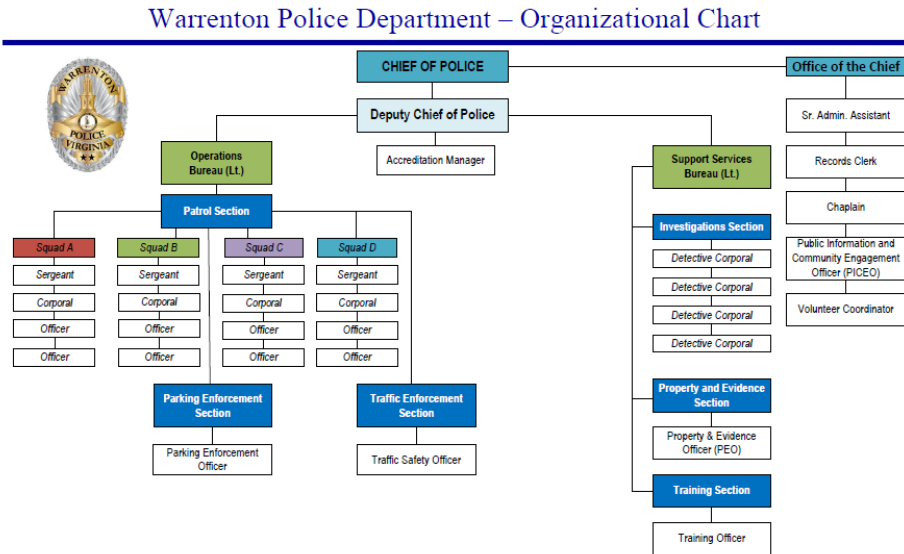 Warrenton Police Department – Organizational Chart
WARRENTON
POLICE
VIRGINIA
CHIEF OF POLICE
Office of the Chief
Deputy Chief of Police
Accreditation Manager
Sr. Admin. Assistant
Records Clerk
Chaplain
Public Information and
Community Engagement
Officer (PICEO)
Volunteer Coordinator
Operations
Bureau (Lt.)
Patrol Section
Squad A
Sergeant
Corporal
Officer
Officer
Squad B
Sergeant
Corporal
Officer
Officer
Squad C
Sergeant
Corporal
Officer
Officer
Squad D
Sergeant
Corporal
Officer
Officer
Parking Enforcement
Section
Parking Enforcement
Officer
Traffic Enforcement
Section
Traffic Safety Officer
Support Services
Bureau (Lt.)
Investigations Section
Detective Corporal
Detective Corporal
Detective Corporal
Detective Corporal
Property and Evidence
Section
Property & Evidence
Officer (PEO)
Training Section
Training Officer